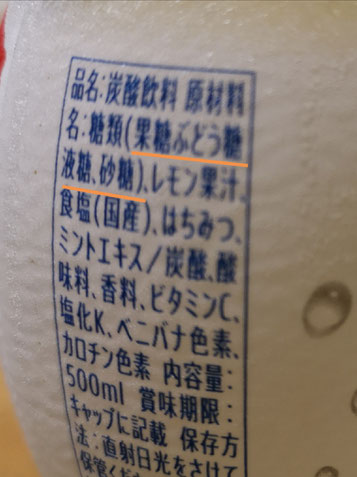 品名:炭酸飲料 原材料
名:糖類(果糖ぶどう糖
液糖、砂糖)、レモン果汁、
食塩(国産)、はちみつ、
ミントエキス/炭酸、酸
味料、香料、ビタミンC、
塩化K、ベニバナ色素、
カロチン色素 内容量:
500ml 賞味期限:
キャップに記載 保存方
法:直射日光をさけて